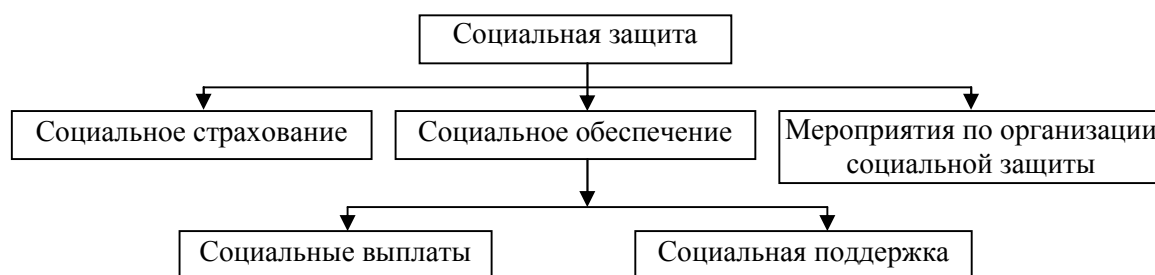 Социальная защита
Социальное страхование
Социальное обеспечение
Мероприятия по организации
социальной защиты
Социальные выплаты
Социальная поддержка